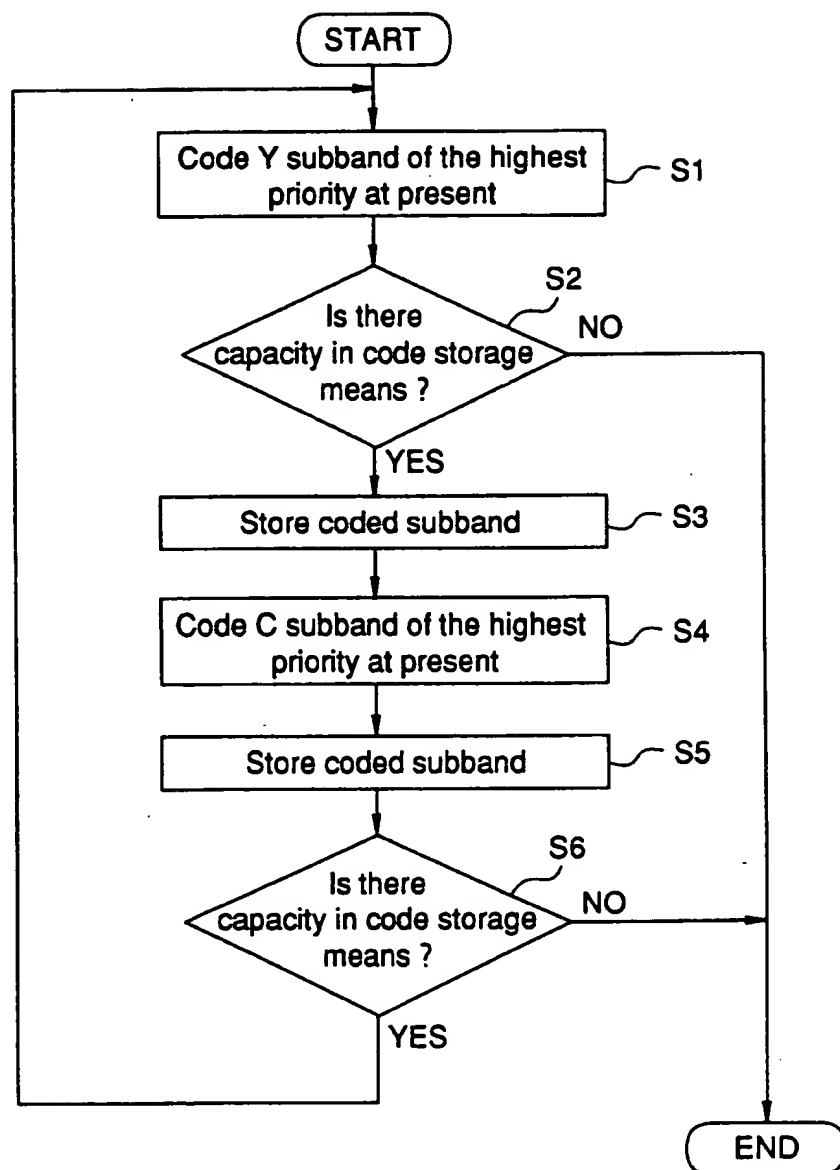 START
Code Y subband of the highest
priority at present
S1
S2
Is there
capacity in code storage
means ?
NO
YES
Store coded subband
S3
Code C subband of the highest
priority at present
S4
Store coded subband
S5
S6
Is there
capacity in code storage
means ?
NO
YES
END